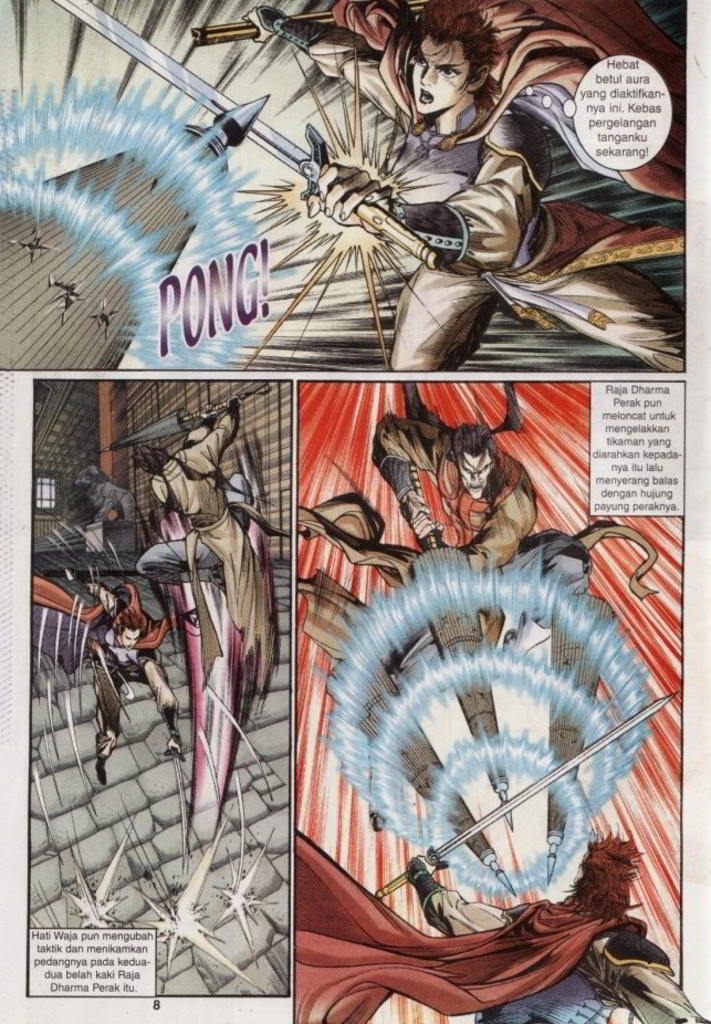 Hebat
betul aura
yang diaktifkan-
nya ini. Kebas
pergelangan
tanganku
sekarang!
PONG!
Hati Waja pun mengubah
taktik dan menikamkan
pedangnya pada kedua-
dua belah kaki Raja
Dharma Perak itu.
Raja Dharma
Perak pun
meloncat untuk
mengelakkan
tikaman yang
diarahkan kepada-
nya itu lalu
menyerang balas
dengan hujung
payung peraknya.
8